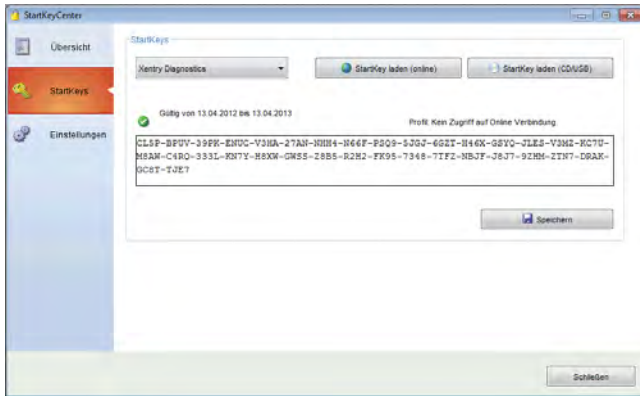 StartKeyCenter
Übersicht
StartKeys
Einstellungen
StartKeys
Xentry Diagnostics
StartKey laden (online)
StartKey laden (CD/USB)
Gültig von 13.04.2012 bis 13.04.2013
Profil: Kein Zugriff auf Online Verbindung
CL5P-BPUV-39PK-ENUC-V3HA-27AN-NHH4-N66F-PSQ9-5JGJ-6GZT-H46X-GSYQ-JLES-V3MZ-KC7U-
M8AW-C4RQ-333L-KN7Y-H8XW-GWSS-Z8B5-R2H2-FK95-7348-7TFZ-NBJF-J8J7-9ZHM-ZTN7-DRAK-
GC8T-TJE7
Speichern
Schließen